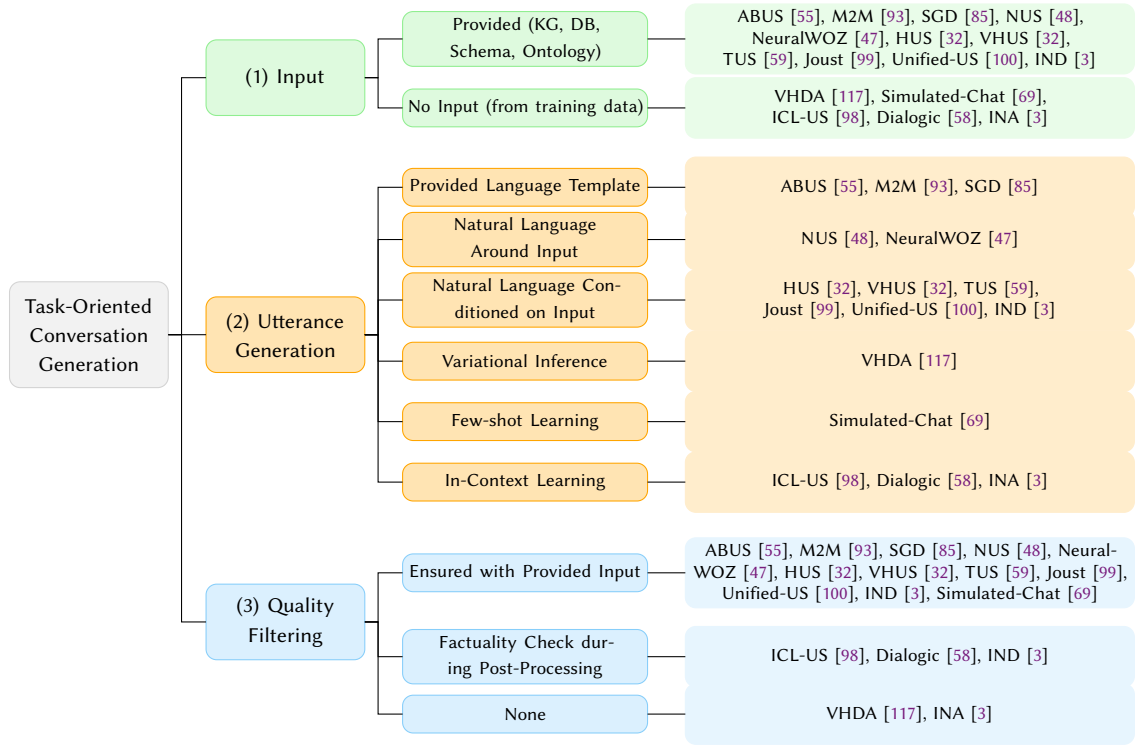 Task-Oriented
Conversation
Generation
(1) Input
Provided (KG, DB,
Schema, Ontology)
ABUS [55], M2M [93], SGD [85], NUS [48],
NeuralWOZ [47], HUS [32], VHUS [32],
TUS [59], Joust [99], Unified-US [100], IND [3]
No Input (from training data)
VHDA [117], Simulated-Chat [69],
ICL-US [98], Dialogic [58], INA [3]
(2) Utterance
Generation
Provided Language Template
ABUS [55], M2M [93], SGD [85]
Natural Language
Around Input
NUS [48], NeuralWOZ [47]
Natural Language Con-
ditioned on Input
HUS [32], VHUS [32], TUS [59],
Joust [99], Unified-US [100], IND [3]
Variational Inference
VHDA [117]
Few-shot Learning
Simulated-Chat [69]
In-Context Learning
ICL-US [98], Dialogic [58], INA [3]
(3) Quality
Filtering
Ensured with Provided Input
ABUS [55], M2M [93], SGD [85], NUS [48], Neural-
WOZ [47], HUS [32], VHUS [32], TUS [59], Joust [99],
Unified-US [100], IND [3], Simulated-Chat [69]
Factuality Check dur-
ing Post-Processing
ICL-US [98], Dialogic [58], IND [3]
None
VHDA [117], INA [3]